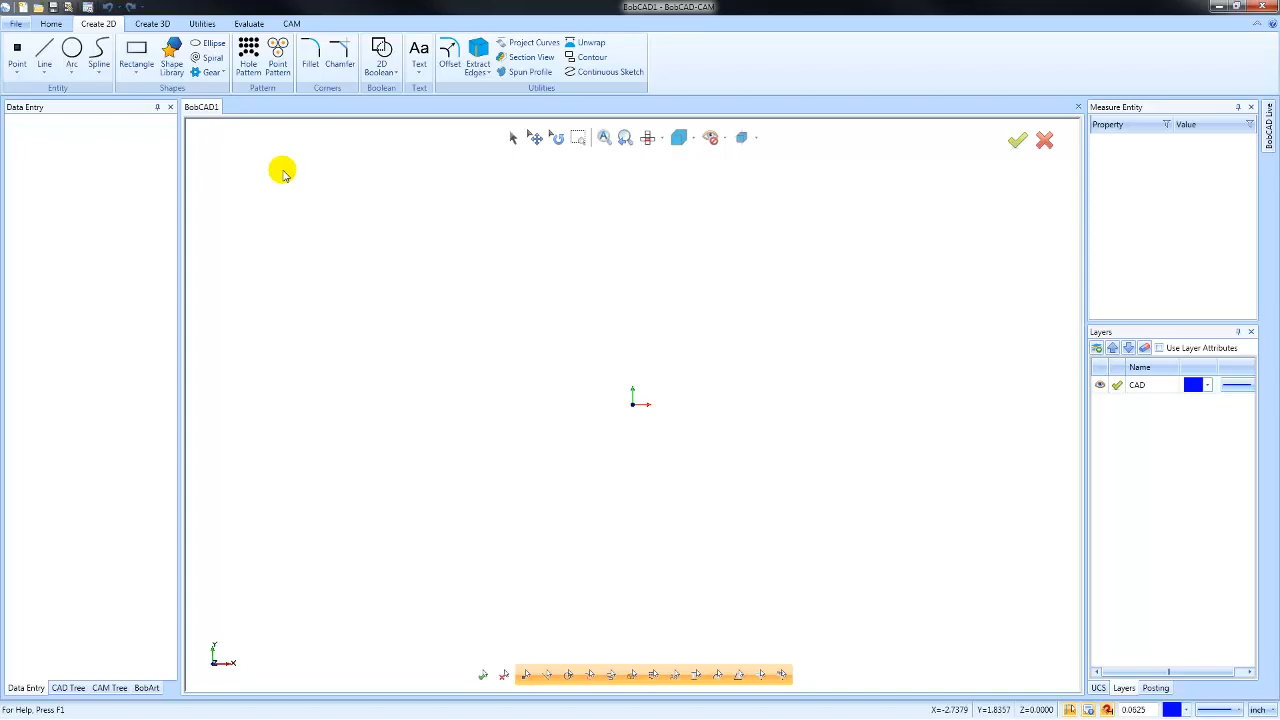 BobCAD1 - BobCAD-CAM
File Home Create 2D Create 3D Utilities Evaluate CAM
Point Line Arc Spline
Rectangle Shape Library Ellipse Spiral Gear
Hole Pattern Point Pattern
Fillet Chamfer
2D Boolean
Aa
Text
Offset Extract Edges Project Curves Section View Spun Profile Unwrap Contour Continuous Sketch
Entity Shapes Pattern Corners Boolean Text Utilities
Data Entry
BobCAD1
Measure Entity
BobCAD Live
Property Value
Layers
Use Layer Attributes
Name
CAD
Y
X
Z
Data Entry CAD Tree CAM Tree BobArt
UCS Layers Posting
For Help, Press F1
X=-2.7379 Y=1.8357 Z=0.0000 0.0625 inch